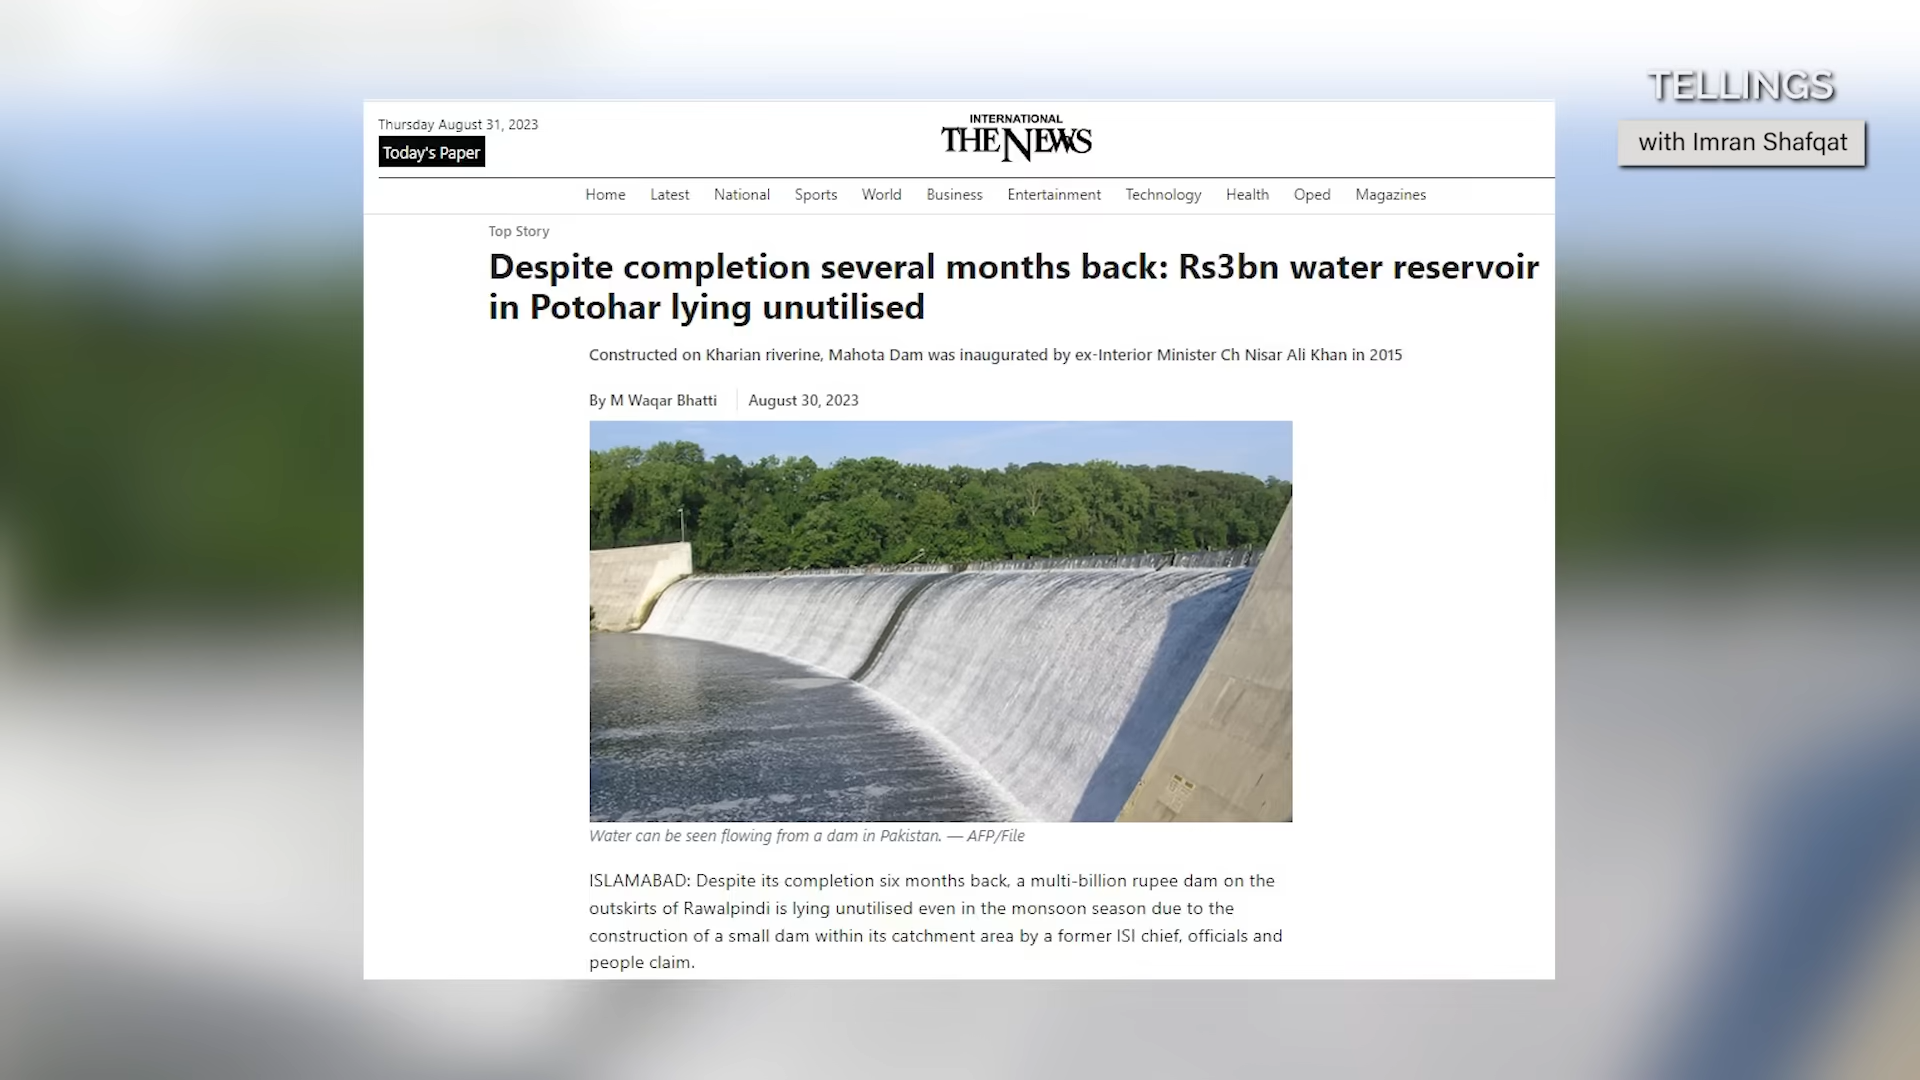 TELLINGS
with Imran Shafqat
Thursday August 31, 2023
Today's Paper
INTERNATIONAL
THE NEWS
Home Latest National Sports World Business Entertainment Technology Health Oped Magazines
Top Story
Despite completion several months back: Rs3bn water reservoir
in Potohar lying unutilised
Constructed on Kharian riverine, Mahota Dam was inaugurated by ex-Interior Minister Ch Nisar Ali Khan in 2015
By M Waqar Bhatti August 30, 2023
Water can be seen flowing from a dam in Pakistan. — AFP/File
ISLAMABAD: Despite its completion six months back, a multi-billion rupee dam on the
outskirts of Rawalpindi is lying unutilised even in the monsoon season due to the
construction of a small dam within its catchment area by a former ISI chief, officials and
people claim.